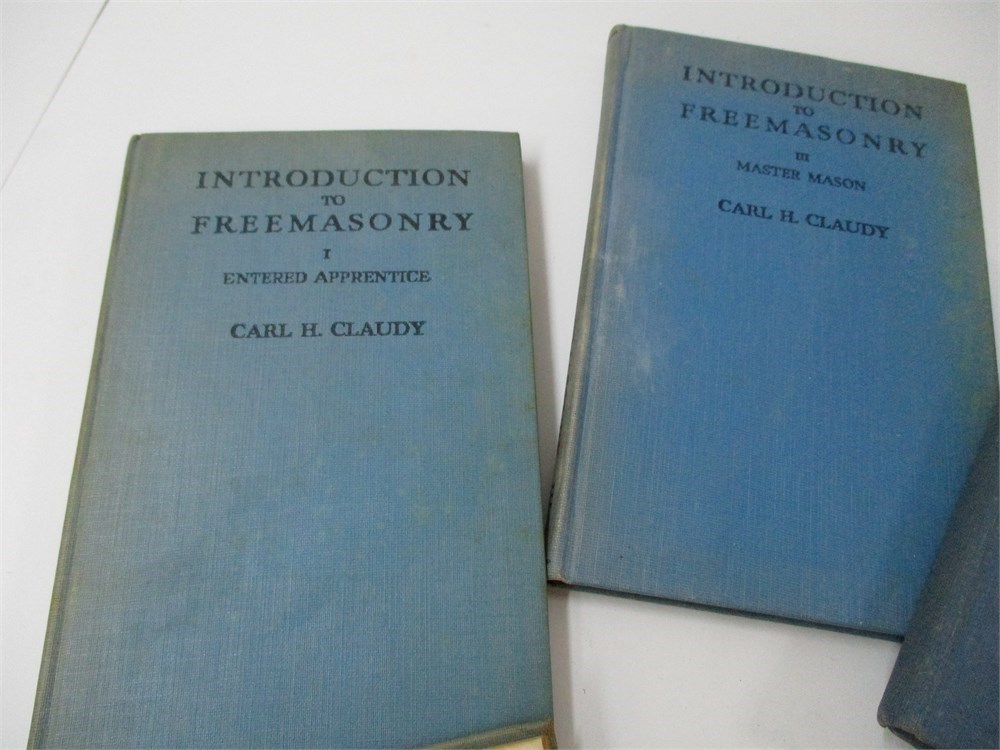 INTRODUCTION
TO
FREEMASONRY
I
ENTERED APPRENTICE
CARL H. CLAUDY
INTRODUCTION
TO
FREEMASONRY
III
MASTER MASON
CARL H. CLAUDY